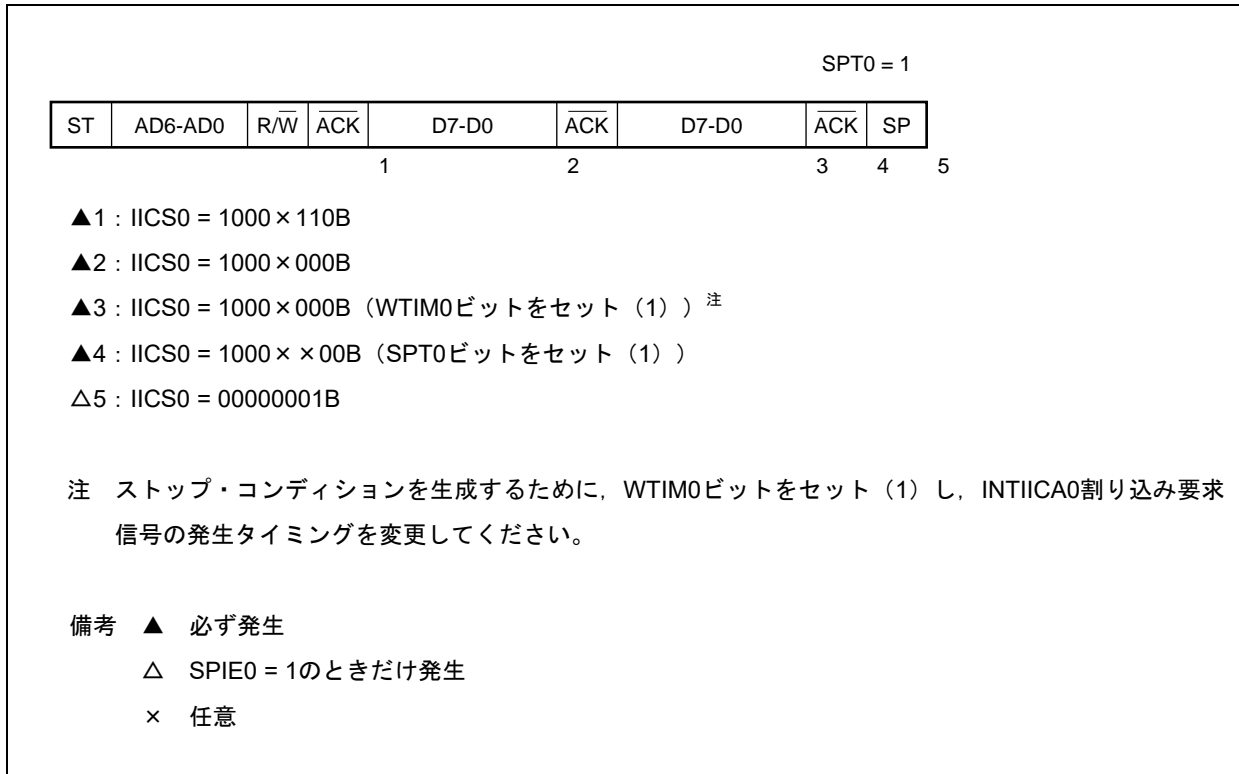 SPT0 = 1
ST AD6-AD0 R/W ACK D7-D0 ACK D7-D0 ACK SP
1 2 3 4 5
▲1：IICS0 = 1000×110B
▲2：IICS0 = 1000×000B
▲3：IICS0 = 1000×000B（WTIM0ビットをセット（1））注
▲4：IICS0 = 1000××00B（SPT0ビットをセット（1））
△5：IICS0 = 00000001B
注 ストップ・コンディションを生成するために，WTIM0ビットをセット（1）し，INTIICA0割り込み要求
信号の発生タイミングを変更してください。
備考 ▲ 必ず発生
△ SPIE0 = 1のときだけ発生
× 任意